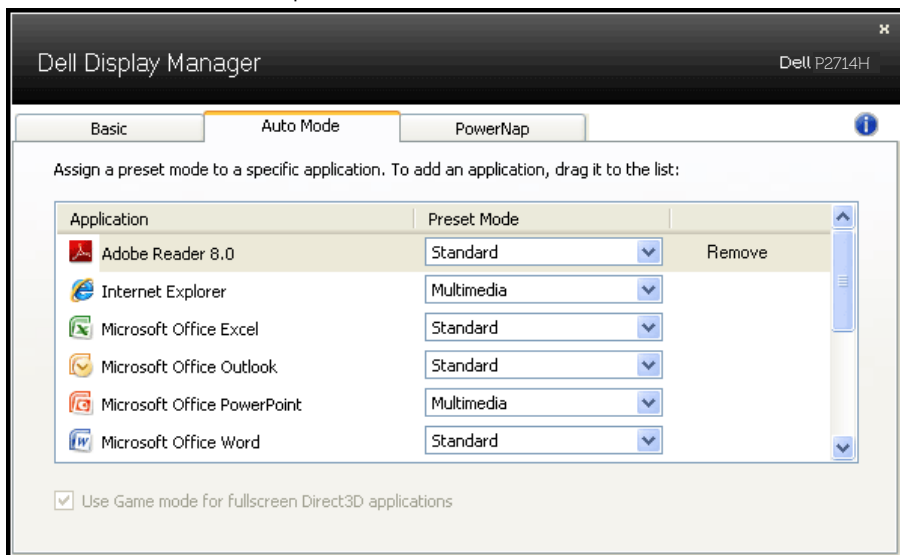 x
Dell Display Manager Dell P2714H
Basic Auto Mode PowerNap
Assign a preset mode to a specific application. To add an application, drag it to the list:
Application Preset Mode
Adobe Reader 8.0 Standard Remove
Internet Explorer Multimedia
Microsoft Office Excel Standard
Microsoft Office Outlook Standard
Microsoft Office PowerPoint Multimedia
Microsoft Office Word Standard
Use Game mode for fullscreen Direct3D applications